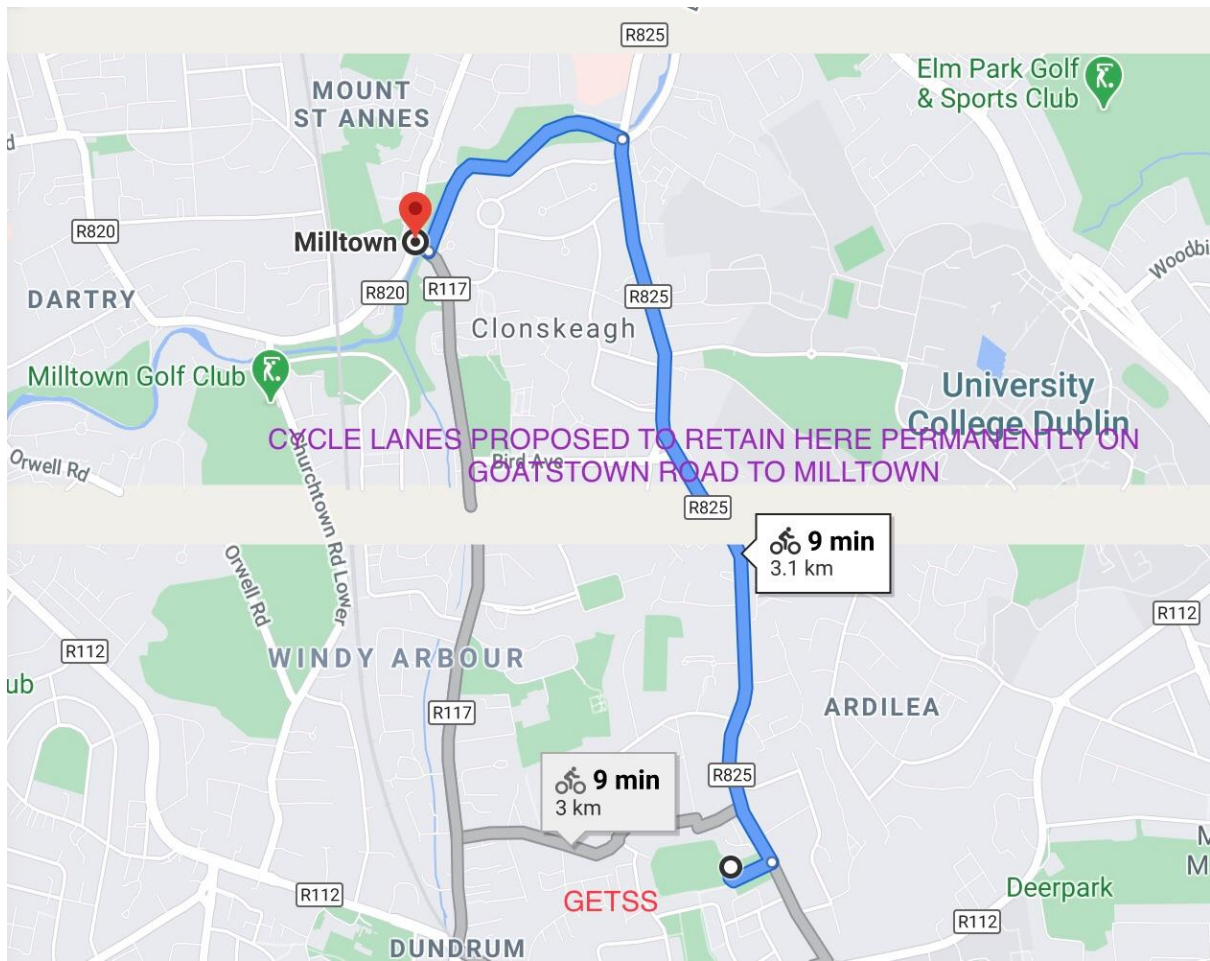 R825
Elm Park Golf
& Sports Club
MOUNT
ST ANNES
R820
Milltown
R820
R117
R825
DARTRY
Clonskeagh
Woodbi
Milltown Golf Club
University
College Dublin
CYCLE LANES PROPOSED TO RETAIN HERE PERMANENTLY ON
GOATSTOWN ROAD TO MILLTOWN
Bird Ave
Orwell Rd
Churchtown Rd Lower
R825
9 min
3.1 km
Orwell Rd
R112
R112
WINDY ARBOUR
ub
R117
ARDILEA
9 min
3 km
R825
GETSS
Deerpark
R112
R112
DUNDRUM